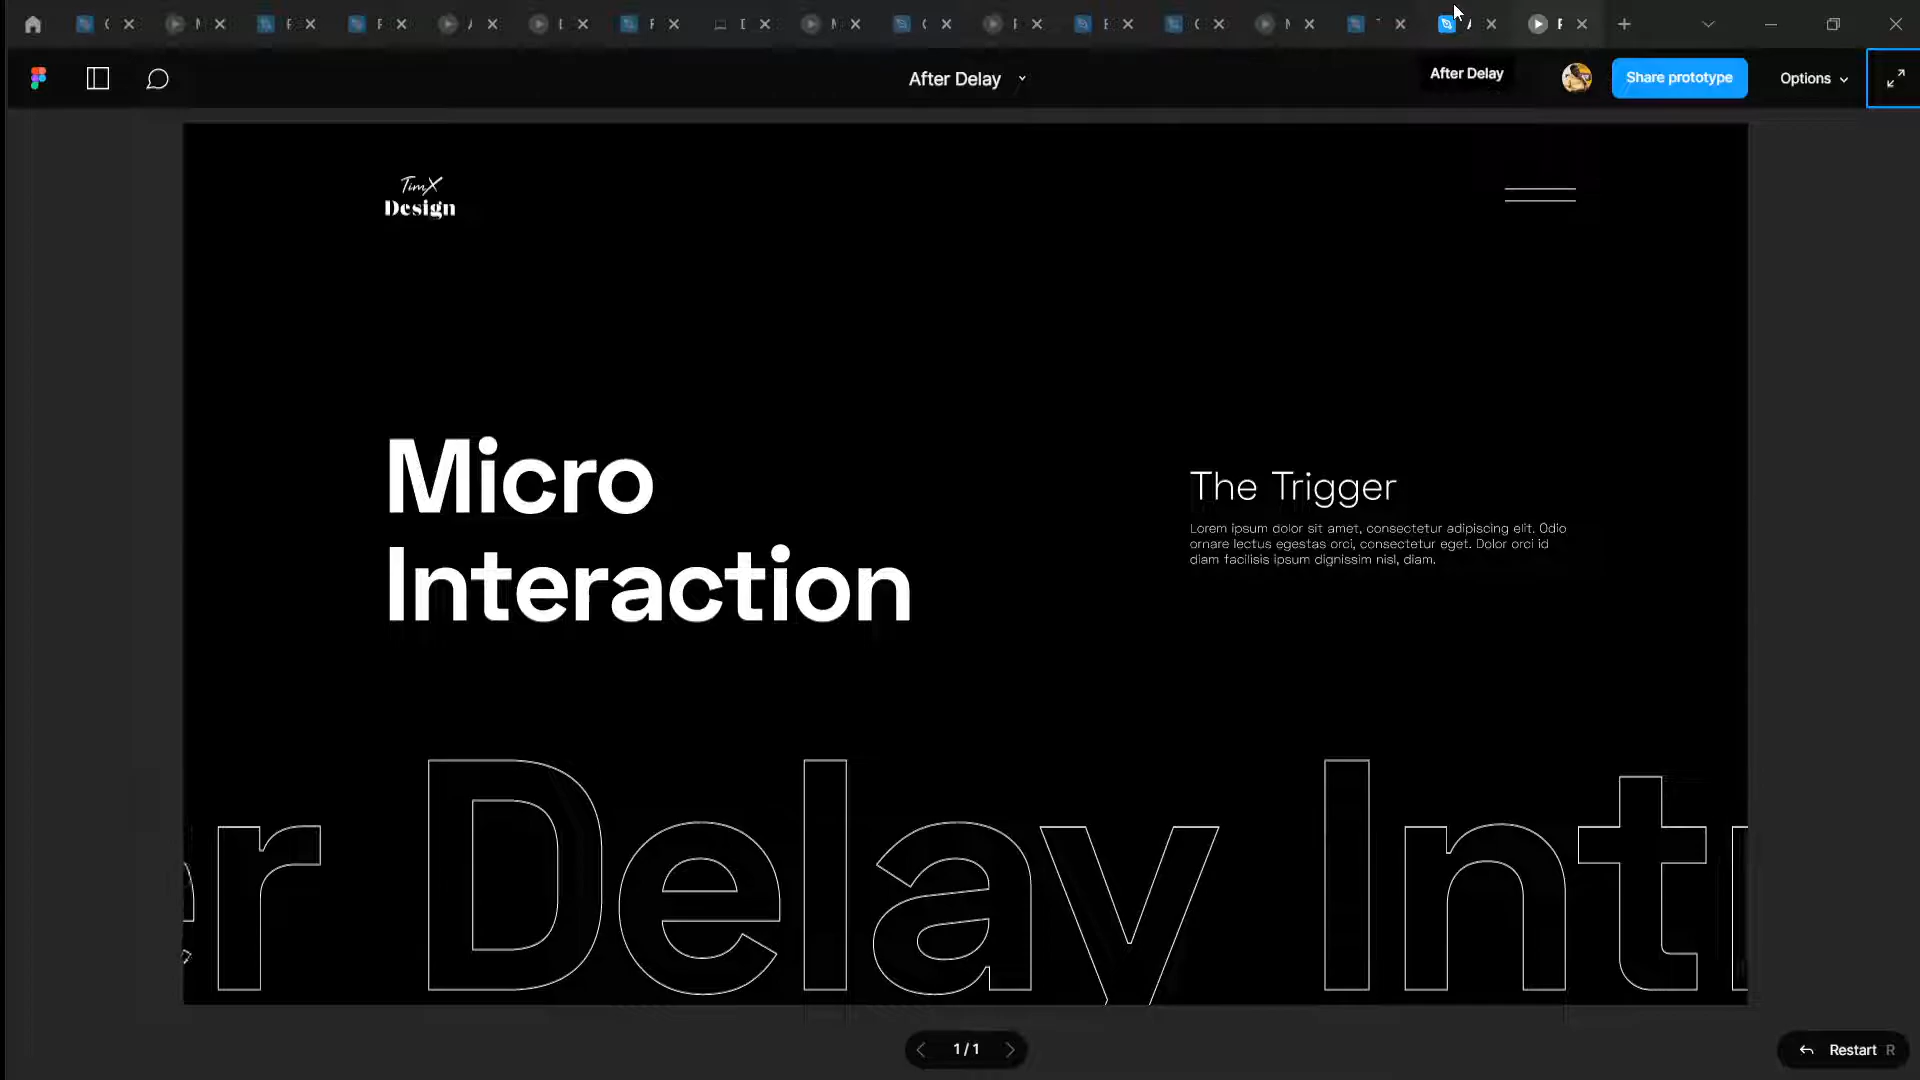 After Delay
After Delay
Share prototype
Options
TimX
Design
Micro
Interaction
The Trigger
Lorem ipsum dolor sit amet, consectetur adipiscing elit. Odio
ornare lectus egestas orci, consectetur eget. Dolor orci id
diam facilisis ipsum dignissim nisl, diam.
er Delay Int
1 / 1
Restart R